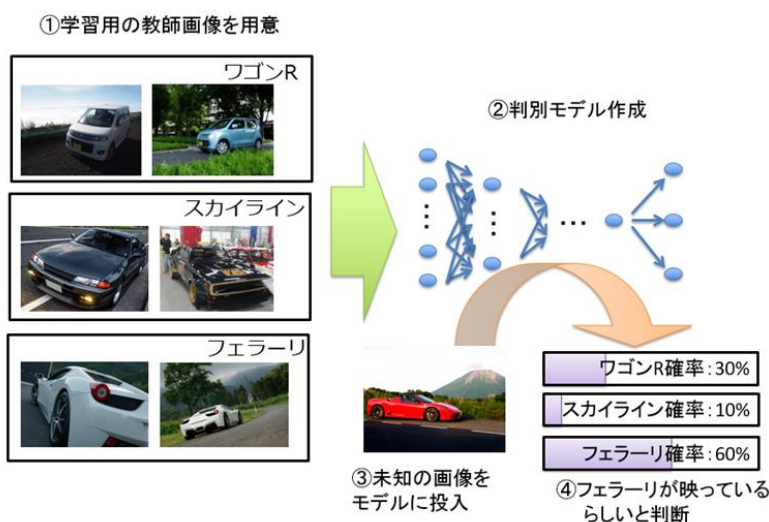 ①学習用の教師画像を用意
ワゴンR
スカイライン
フェラーリ
②判別モデル作成
③未知の画像を
モデルに投入
ワゴンR確率:30%
スカイライン確率:10%
フェラーリ確率:60%
④フェラーリが映っている
らしいと判断